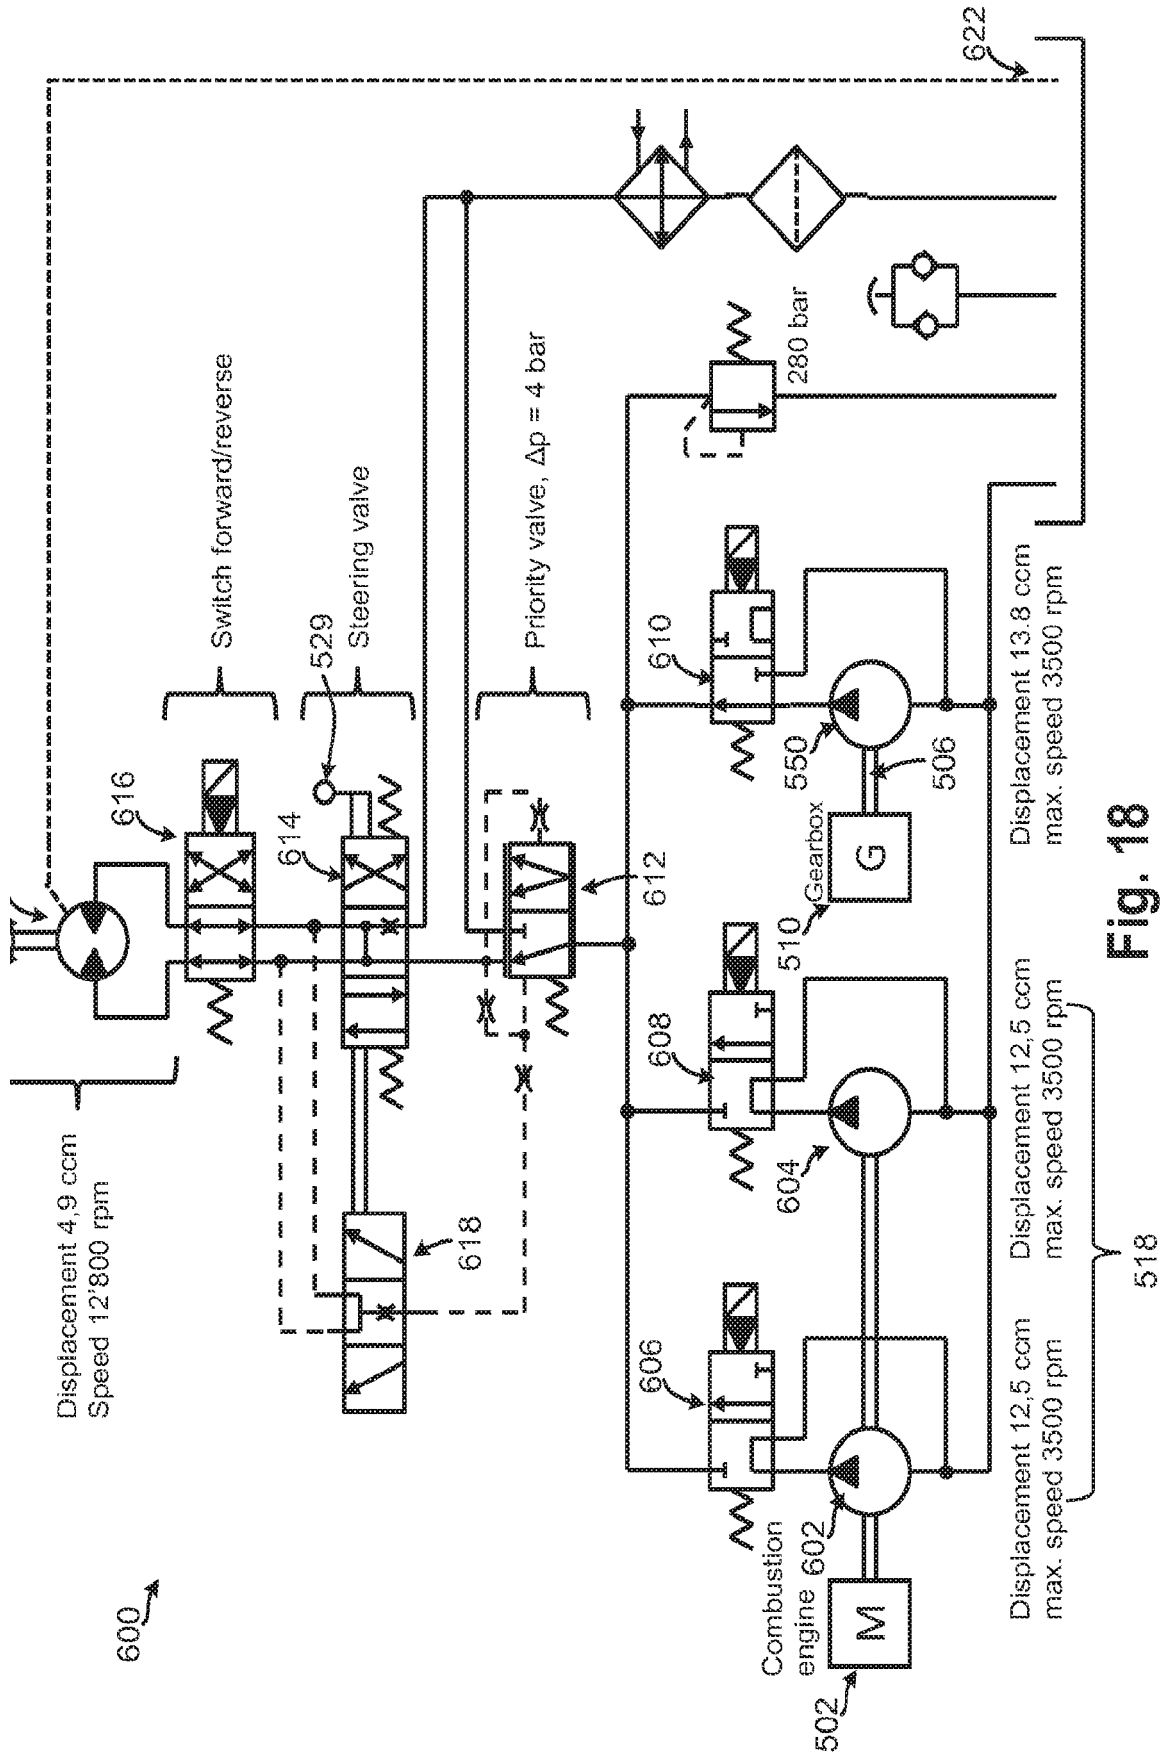 600
Displacement 4,9 ccm
Speed 12'800 rpm
616
Switch forward/reverse
614
529
Steering valve
618
612
Priority valve, Δp = 4 bar
622
606
608
610
280 bar
Combustion
engine
502
M
602
604
510
Gearbox
G
550
506
Displacement 12,5 ccm
max. speed 3500 rpm
Displacement 12,5 ccm
max. speed 3500 rpm
Displacement 13.8 ccm
max. speed 3500 rpm
518
Fig. 18